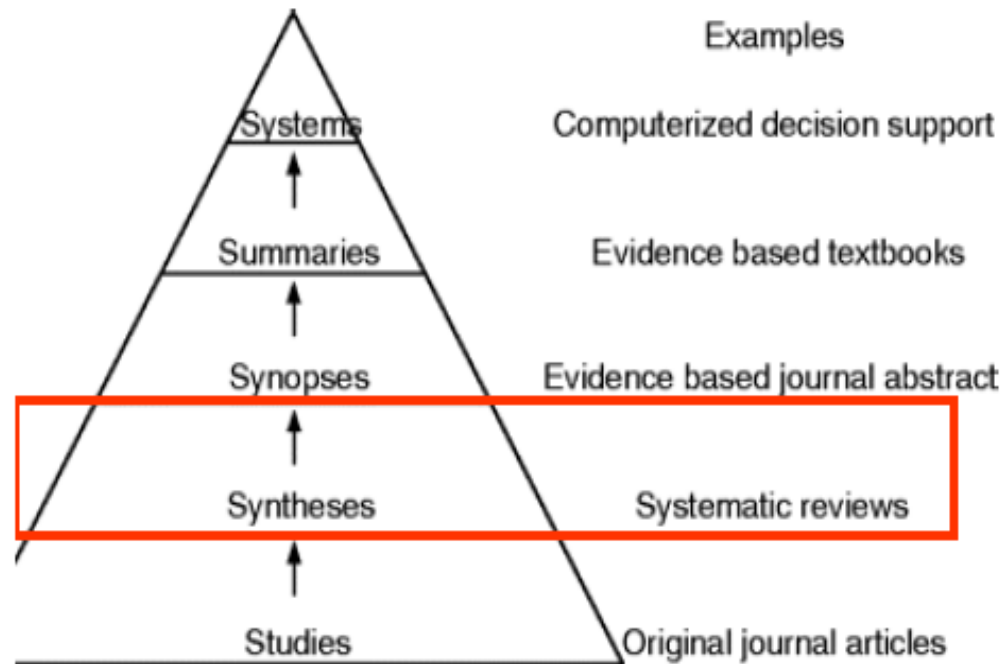 Examples
Systems Computerized decision support
Summaries Evidence based textbooks
Synopses Evidence based journal abstract
Syntheses Systematic reviews
Studies Original journal articles